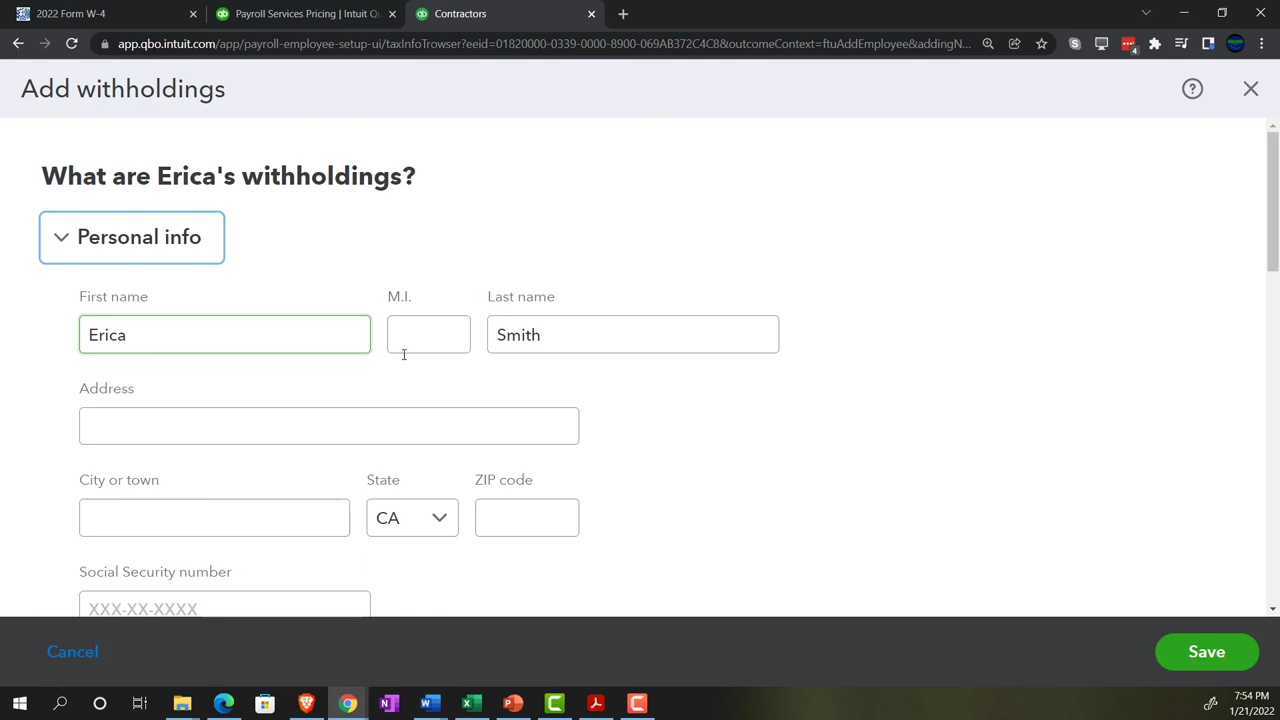 2022 Form W-4
Payroll Services Pricing | Intuit Qu
Contractors
app.qbo.intuit.com/app/payroll-employee-setup-ui/taxInfoTrowser?eeid=01820000-0339-0000-8900-069AB372C4C8&outcomeContext=ftuAddEmployee&addingN...
4
Add withholdings
What are Erica's withholdings?
Personal info
First name M.I. Last name
Erica Smith
Address
City or town State ZIP code
CA
Social Security number
XXX-XX-XXXX
Cancel Save
7:54 PM
1/21/2022